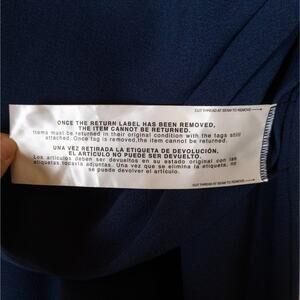 CUT THREAD AT SEAM TO REMOVE
ONCE THE RETURN LABEL HAS BEEN REMOVED,
THE ITEM CANNOT BE RETURNED.
Items must be returned in their original condition with the tags still
attached. Once tag is removed,the item cannot be returned.
UNA VEZ RETIRADA LA ETIQUETA DE DEVOLUCIÓN,
EL ARTÍCULO NO PUEDE SER DEVUELTO.
Los artículos deben ser devueltos en su estado original con las
etiquetas todavía adjuntas. Una vez que se elimina la etiqueta, no
se puede devolver el artículo.
CUT THREAD AT SEAM TO REMOVE